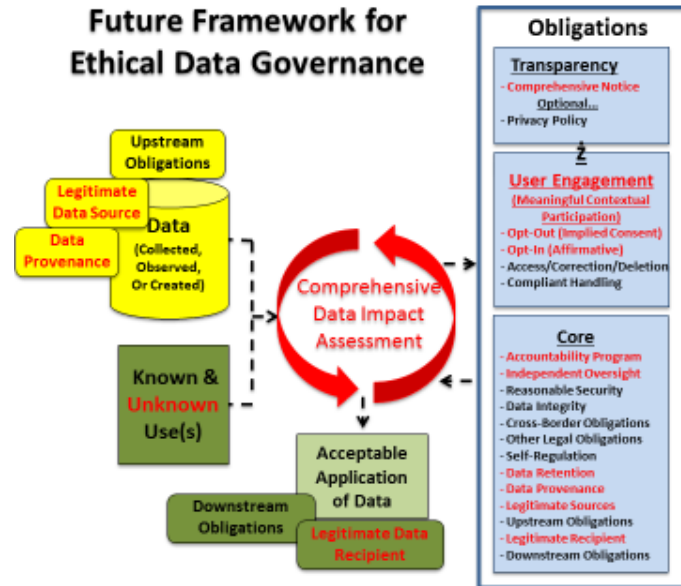 Future Framework for
Ethical Data Governance
Upstream
Obligations
Legitimate
Data Source
Data
Provenance
Data
(Collected,
Observed,
Or Created)
Known &
Unknown
Use(s)
Comprehensive
Data Impact
Assessment
Acceptable
Application
of Data
Downstream
Obligations
Legitimate Data
Recipient
Obligations
Transparency
- Comprehensive Notice
Optional...
- Privacy Policy
User Engagement
(Meaningful Contextual
Participation)
- Opt-Out (Implied Consent)
- Opt-In (Affirmative)
- Access/Correction/Deletion
- Compliant Handling
Core
- Accountability Program
- Independent Oversight
- Reasonable Security
- Data Integrity
- Cross-Border Obligations
- Other Legal Obligations
- Self-Regulation
- Data Retention
- Data Provenance
- Legitimate Sources
- Upstream Obligations
- Legitimate Recipient
- Downstream Obligations